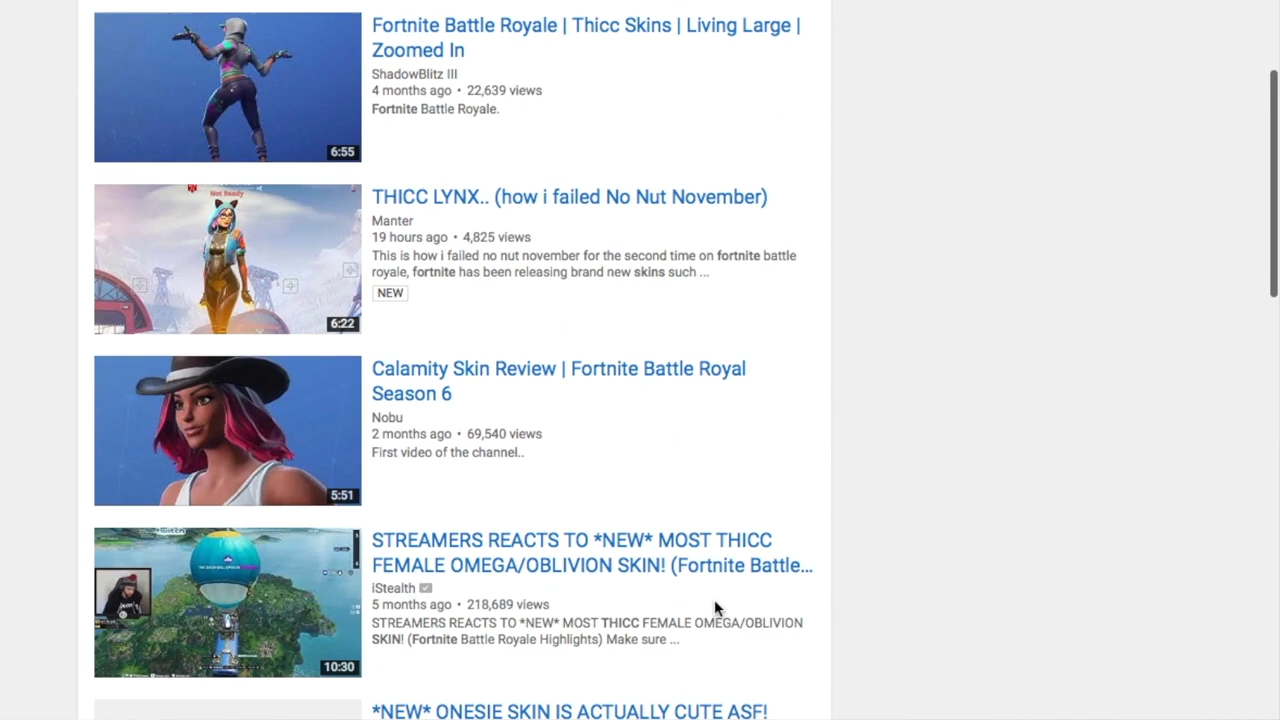 Fortnite Battle Royale | Thicc Skins | Living Large |
Zoomed In
ShadowBlitz III
4 months ago • 22,639 views
Fortnite Battle Royale.
6:55
Not Ready
THICC LYNX.. (how i failed No Nut November)
Manter
19 hours ago • 4,825 views
This is how i failed no nut november for the second time on fortnite battle
royale, fortnite has been releasing brand new skins such ...
NEW
6:22
Calamity Skin Review | Fortnite Battle Royal
Season 6
Nobu
2 months ago • 69,540 views
First video of the channel..
5:51
STREAMERS REACTS TO *NEW* MOST THICC
FEMALE OMEGA/OBLIVION SKIN! (Fortnite Battle...
iStealth
5 months ago • 218,689 views
STREAMERS REACTS TO *NEW* MOST THICC FEMALE OMEGA/OBLIVION
SKIN! (Fortnite Battle Royale Highlights) Make sure ...
10:30
*NEW* ONESIE SKIN IS ACTUALLY CUTE ASF!